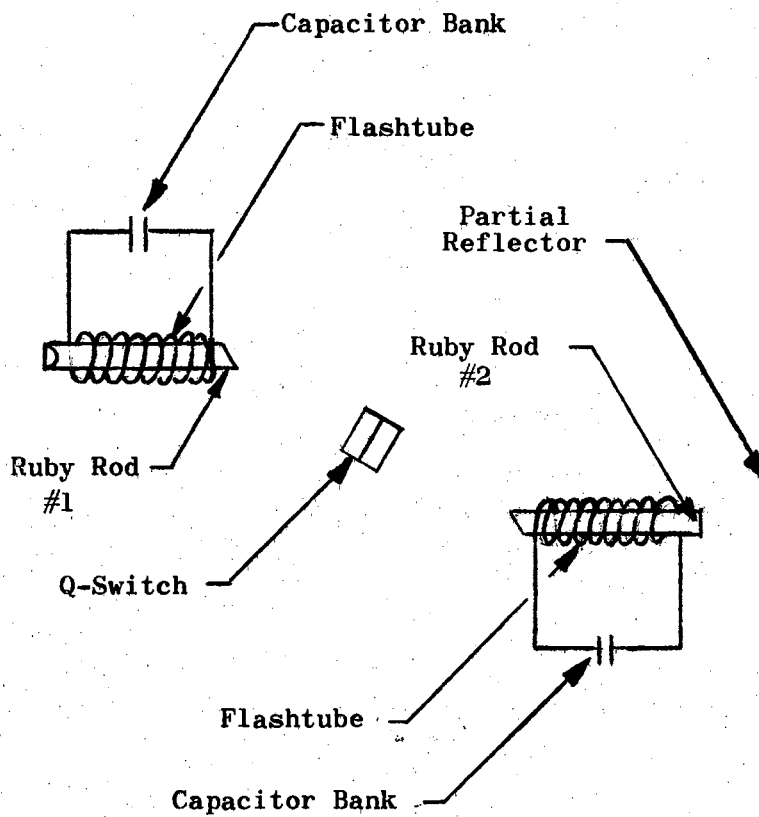 Capacitor Bank
Flashtube
Partial
Reflector
Ruby Rod
#2
Ruby Rod
#1
Q-Switch
Flashtube
Capacitor Bank